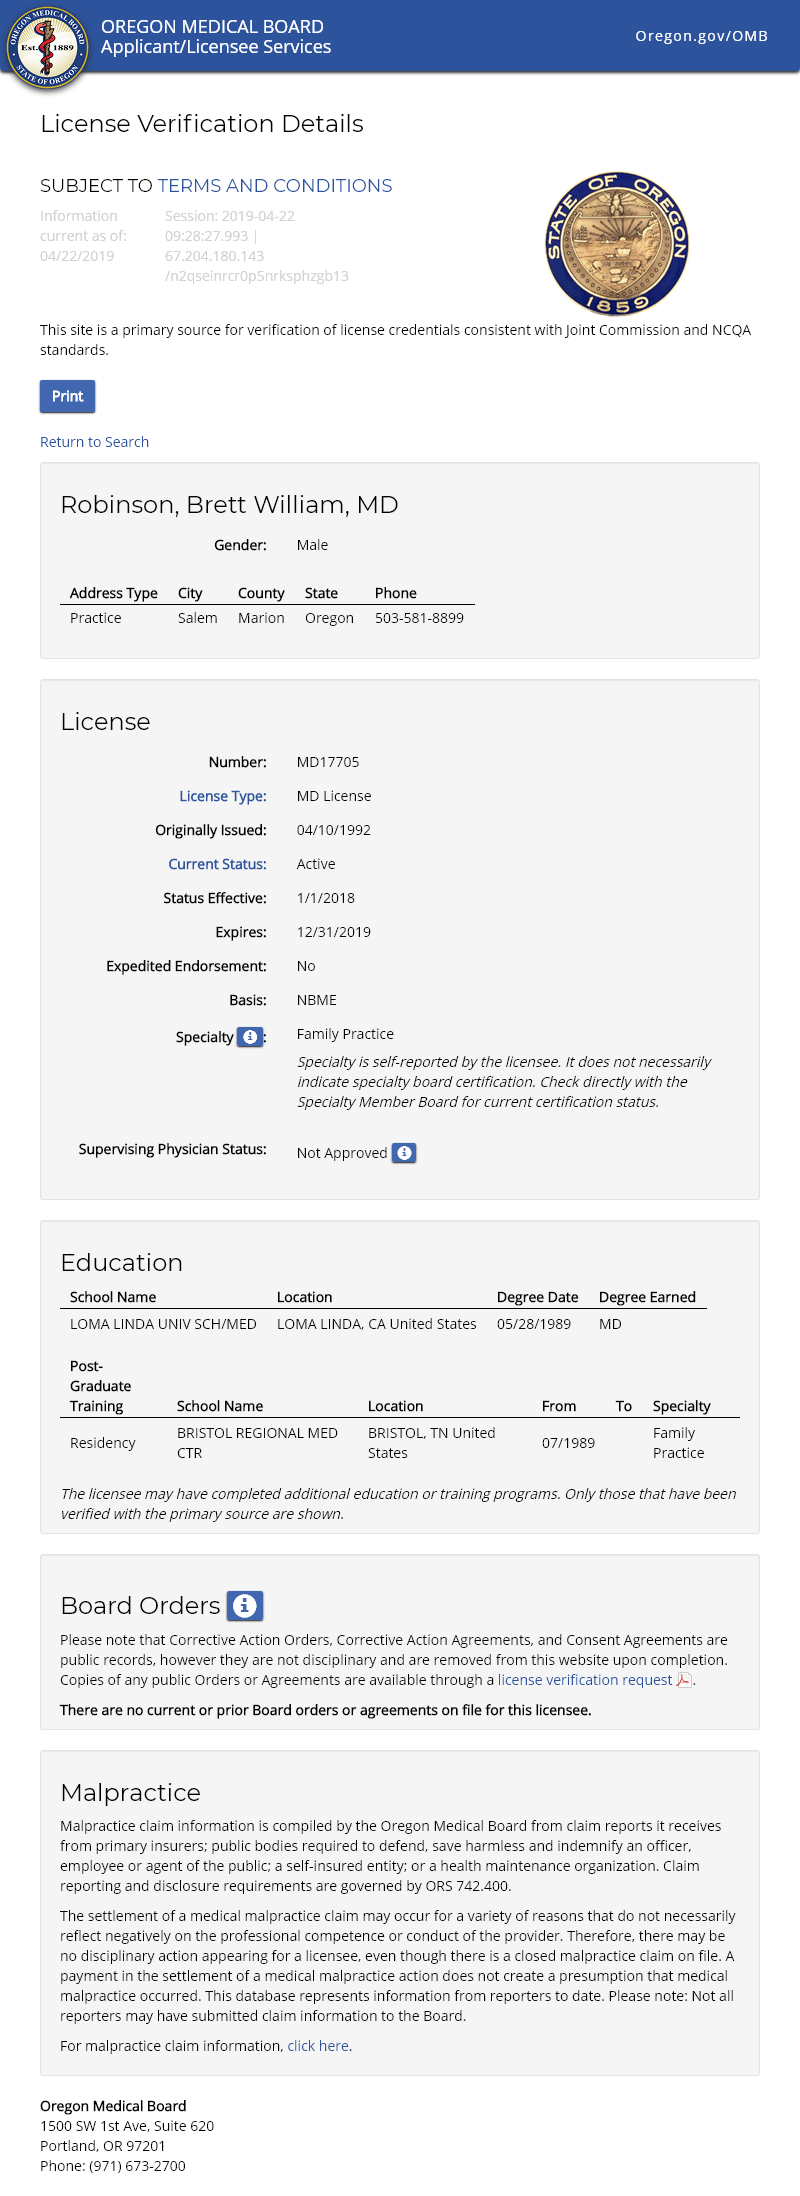 OREGON MEDICAL BOARD
STATE OF OREGON
Est. 1889
OREGON MEDICAL BOARD
Applicant/Licensee Services
Oregon.gov/OMB
License Verification Details
SUBJECT TO TERMS AND CONDITIONS
Information current as of: 04/22/2019
Session: 2019-04-22
09:28:27.993 |
67.204.180.143
/n2qseinrcr0p5nrksphzgb13
STATE OF OREGON
1859
This site is a primary source for verification of license credentials consistent with Joint Commission and NCQA
standards.
Print
Return to Search
Robinson, Brett William, MD
Gender: Male
Address Type City County State Phone
Practice Salem Marion Oregon 503-581-8899
License
Number: MD17705
License Type: MD License
Originally Issued: 04/10/1992
Current Status: Active
Status Effective: 1/1/2018
Expires: 12/31/2019
Expedited Endorsement: No
Basis: NBME
Specialty : Family Practice
Specialty is self-reported by the licensee. It does not necessarily
indicate specialty board certification. Check directly with the
Specialty Member Board for current certification status.
Supervising Physician Status: Not Approved
Education
School Name Location Degree Date Degree Earned
LOMA LINDA UNIV SCH/MED LOMA LINDA, CA United States 05/28/1989 MD
Post-
Graduate
Training School Name Location From To Specialty
Residency BRISTOL REGIONAL MED CTR BRISTOL, TN United States 07/1989 Family Practice
The licensee may have completed additional education or training programs. Only those that have been
verified with the primary source are shown.
Board Orders
Please note that Corrective Action Orders, Corrective Action Agreements, and Consent Agreements are
public records, however they are not disciplinary and are removed from this website upon completion.
Copies of any public Orders or Agreements are available through a license verification request .
There are no current or prior Board orders or agreements on file for this licensee.
Malpractice
Malpractice claim information is compiled by the Oregon Medical Board from claim reports it receives
from primary insurers; public bodies required to defend, save harmless and indemnify an officer,
employee or agent of the public; a self-insured entity; or a health maintenance organization. Claim
reporting and disclosure requirements are governed by ORS 742.400.
The settlement of a medical malpractice claim may occur for a variety of reasons that do not necessarily
reflect negatively on the professional competence or conduct of the provider. Therefore, there may be
no disciplinary action appearing for a licensee, even though there is a closed malpractice claim on file. A
payment in the settlement of a medical malpractice action does not create a presumption that medical
malpractice occurred. This database represents information from reporters to date. Please note: Not all
reporters may have submitted claim information to the Board.
For malpractice claim information, click here.
Oregon Medical Board
1500 SW 1st Ave, Suite 620
Portland, OR 97201
Phone: (971) 673-2700